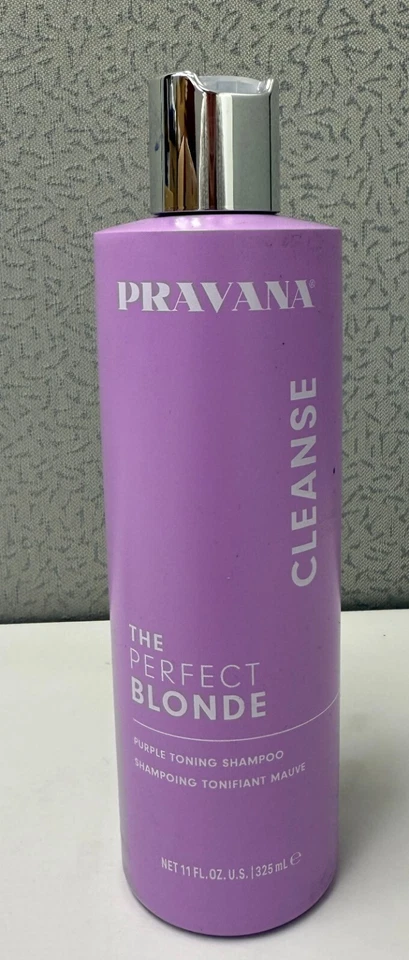 PRAVANA®
CLEANSE
THE
PERFECT
BLONDE
PURPLE TONING SHAMPOO
SHAMPOING TONIFIANT MAUVE
NET 11 FL. OZ. U.S. | 325 mL ℮